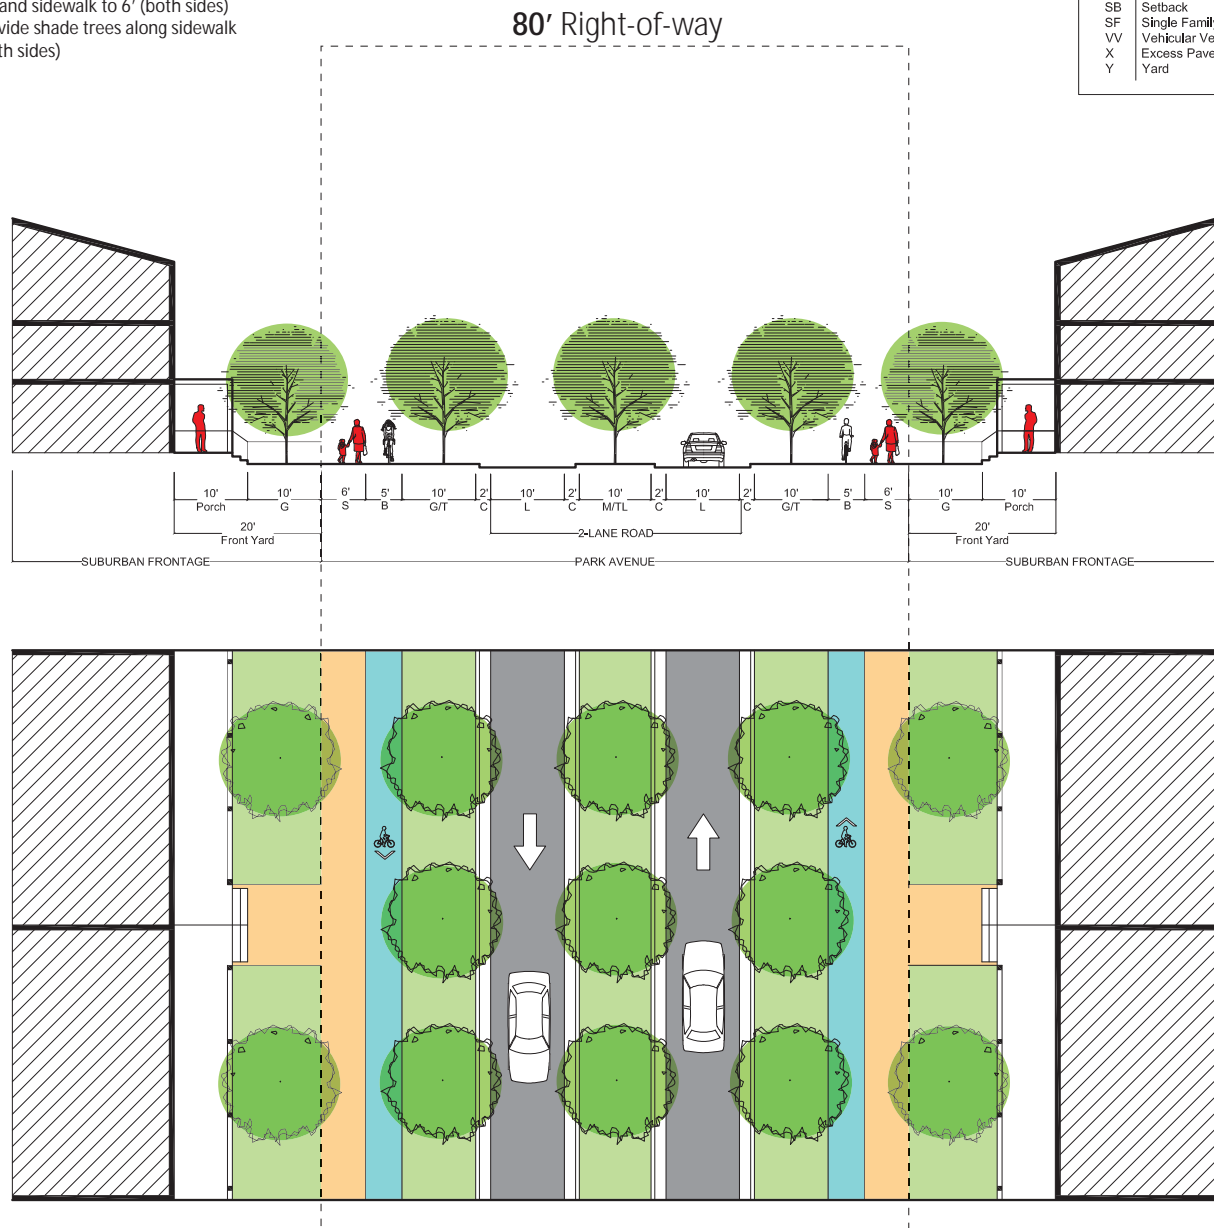 and sidewalk to 6' (both sides)
vide shade trees along sidewalk
th sides)
80' Right-of-way
SB Setback
SF Single Family
VV Vehicular Ve
X Excess Pave
Y Yard
10' 10' 6' 5' 10' 2' 10' 2' 10' 2' 10' 2' 10' 5' 6' 10' 10'
Porch G S B G/T C L C M/TL C L C G/T B S G Porch
20' 2-LANE ROAD 20'
Front Yard Front Yard
SUBURBAN FRONTAGE PARK AVENUE SUBURBAN FRONTAGE